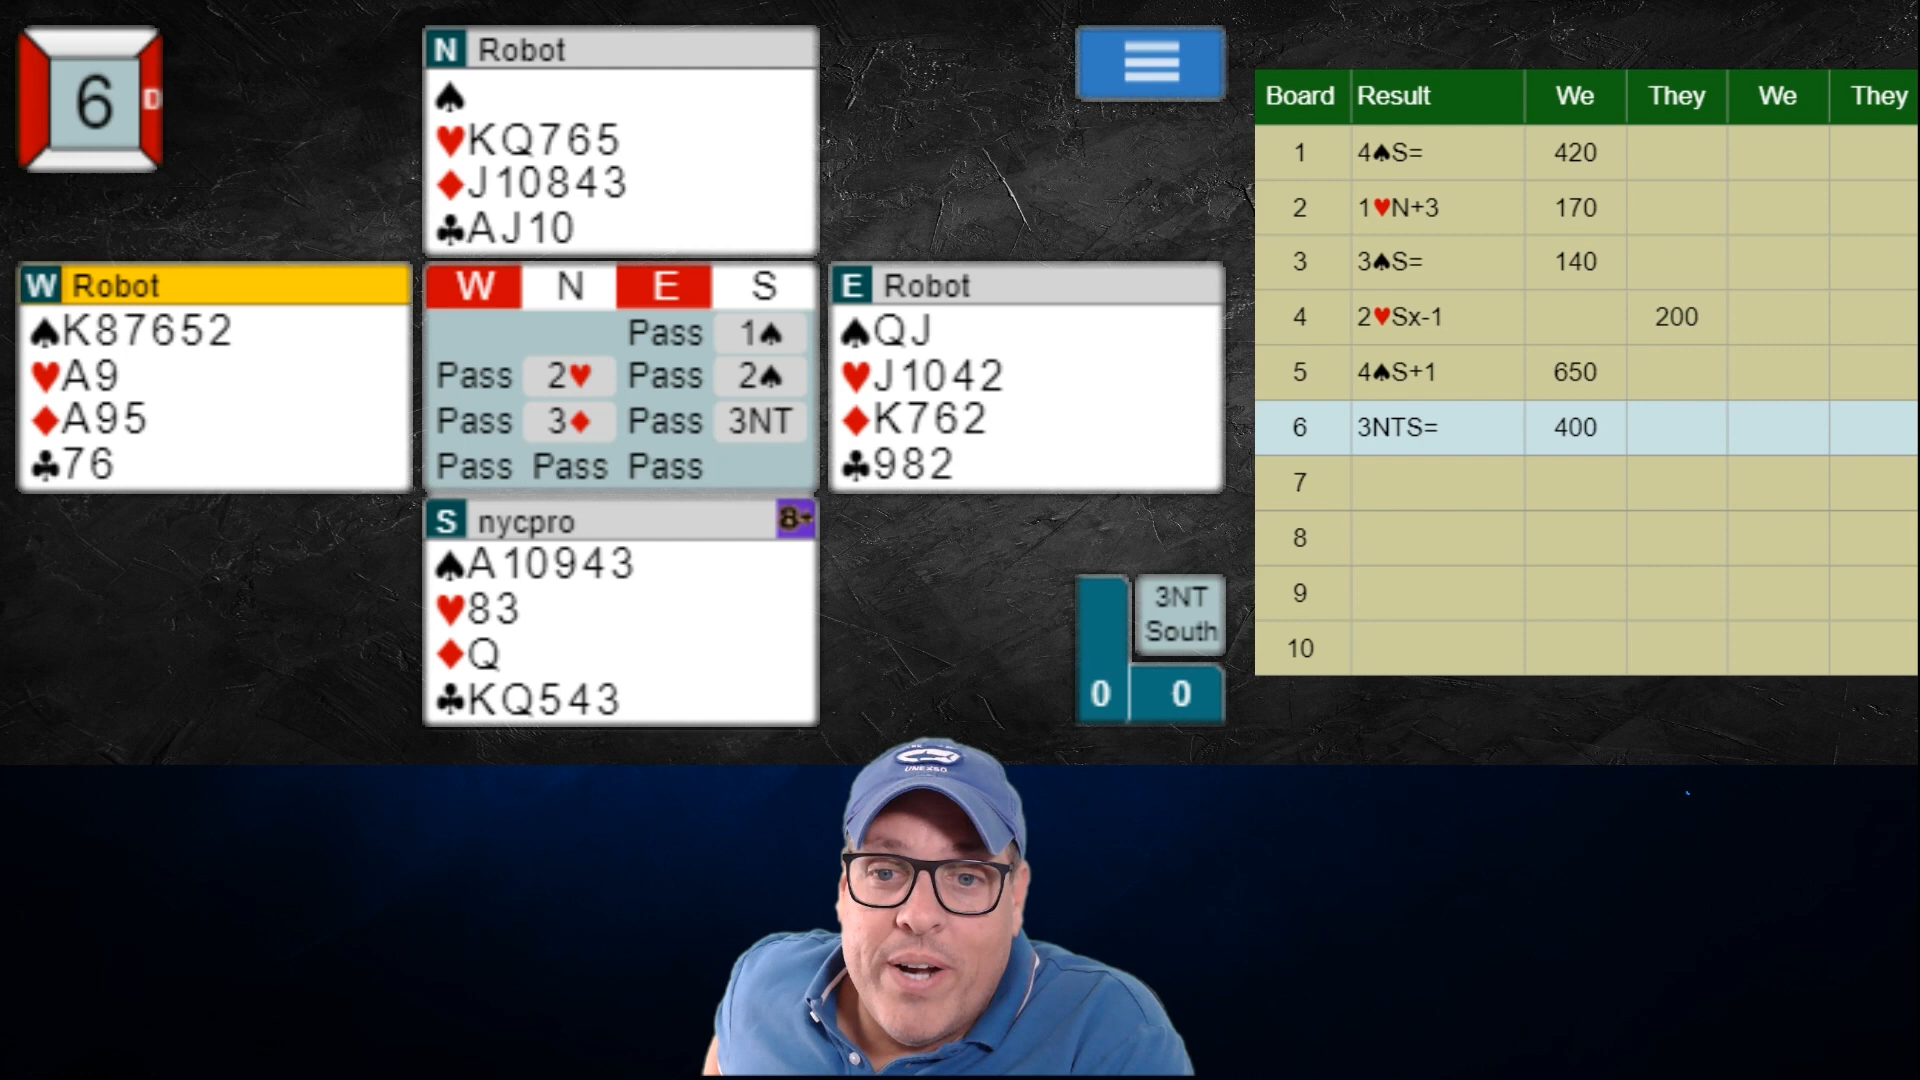 6
D
N Robot
♠
♥KQ765
♦J10843
♣AJ10
W Robot
♠K87652
♥A9
♦A95
♣76
W N E S
Pass 1♠
Pass 2♥ Pass 2♠
Pass 3♦ Pass 3NT
Pass Pass Pass
E Robot
♠QJ
♥J1042
♦K762
♣982
S nycpro 8+
♠A10943
♥83
♦Q
♣KQ543
3NT
South
0 0
Board Result We They We They
1 4♠S= 420
2 1♥N+3 170
3 3♠S= 140
4 2♥Sx-1 200
5 4♠S+1 650
6 3NTS= 400
7
8
9
10
UNEXSO